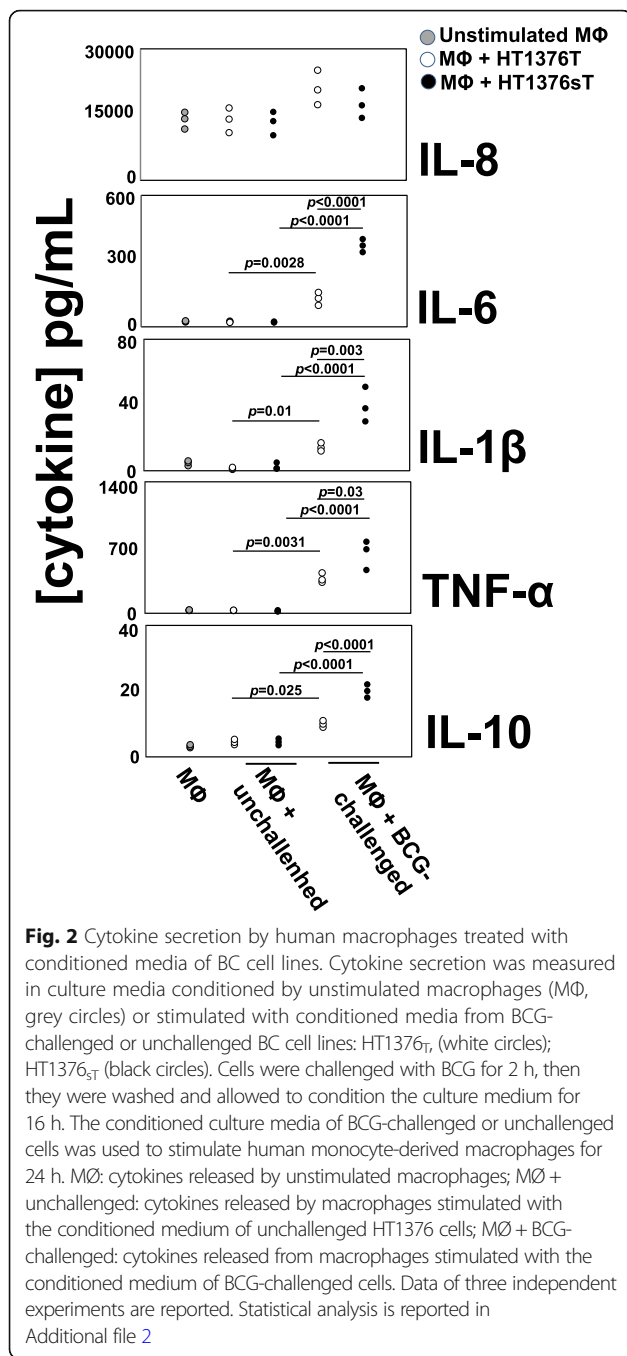 Unstimulated MΦ
MΦ + HT1376T
MΦ + HT1376sT
[cytokine] pg/mL
30000
15000
0
IL-8
600
300
0
p<0.0001
p<0.0001
p=0.0028
IL-6
80
40
0
p=0.003
p<0.0001
p=0.01
IL-1β
1400
700
0
p=0.03
p<0.0001
p=0.0031
TNF-α
40
20
0
p<0.0001
p<0.0001
p=0.025
IL-10
MΦ
MΦ +
unchallenhed
MΦ + BCG-
challenged
Fig. 2 Cytokine secretion by human macrophages treated with
conditioned media of BC cell lines. Cytokine secretion was measured
in culture media conditioned by unstimulated macrophages (MΦ,
grey circles) or stimulated with conditioned media from BCG-
challenged or unchallenged BC cell lines: HT1376T, (white circles);
HT1376sT (black circles). Cells were challenged with BCG for 2 h, then
they were washed and allowed to condition the culture medium for
16 h. The conditioned culture media of BCG-challenged or unchallenged
cells was used to stimulate human monocyte-derived macrophages for
24 h. MØ: cytokines released by unstimulated macrophages; MØ +
unchallenged: cytokines released by macrophages stimulated with
the conditioned medium of unchallenged HT1376 cells; MØ + BCG-
challenged: cytokines released from macrophages stimulated with the
conditioned medium of BCG-challenged cells. Data of three independent
experiments are reported. Statistical analysis is reported in
Additional file 2